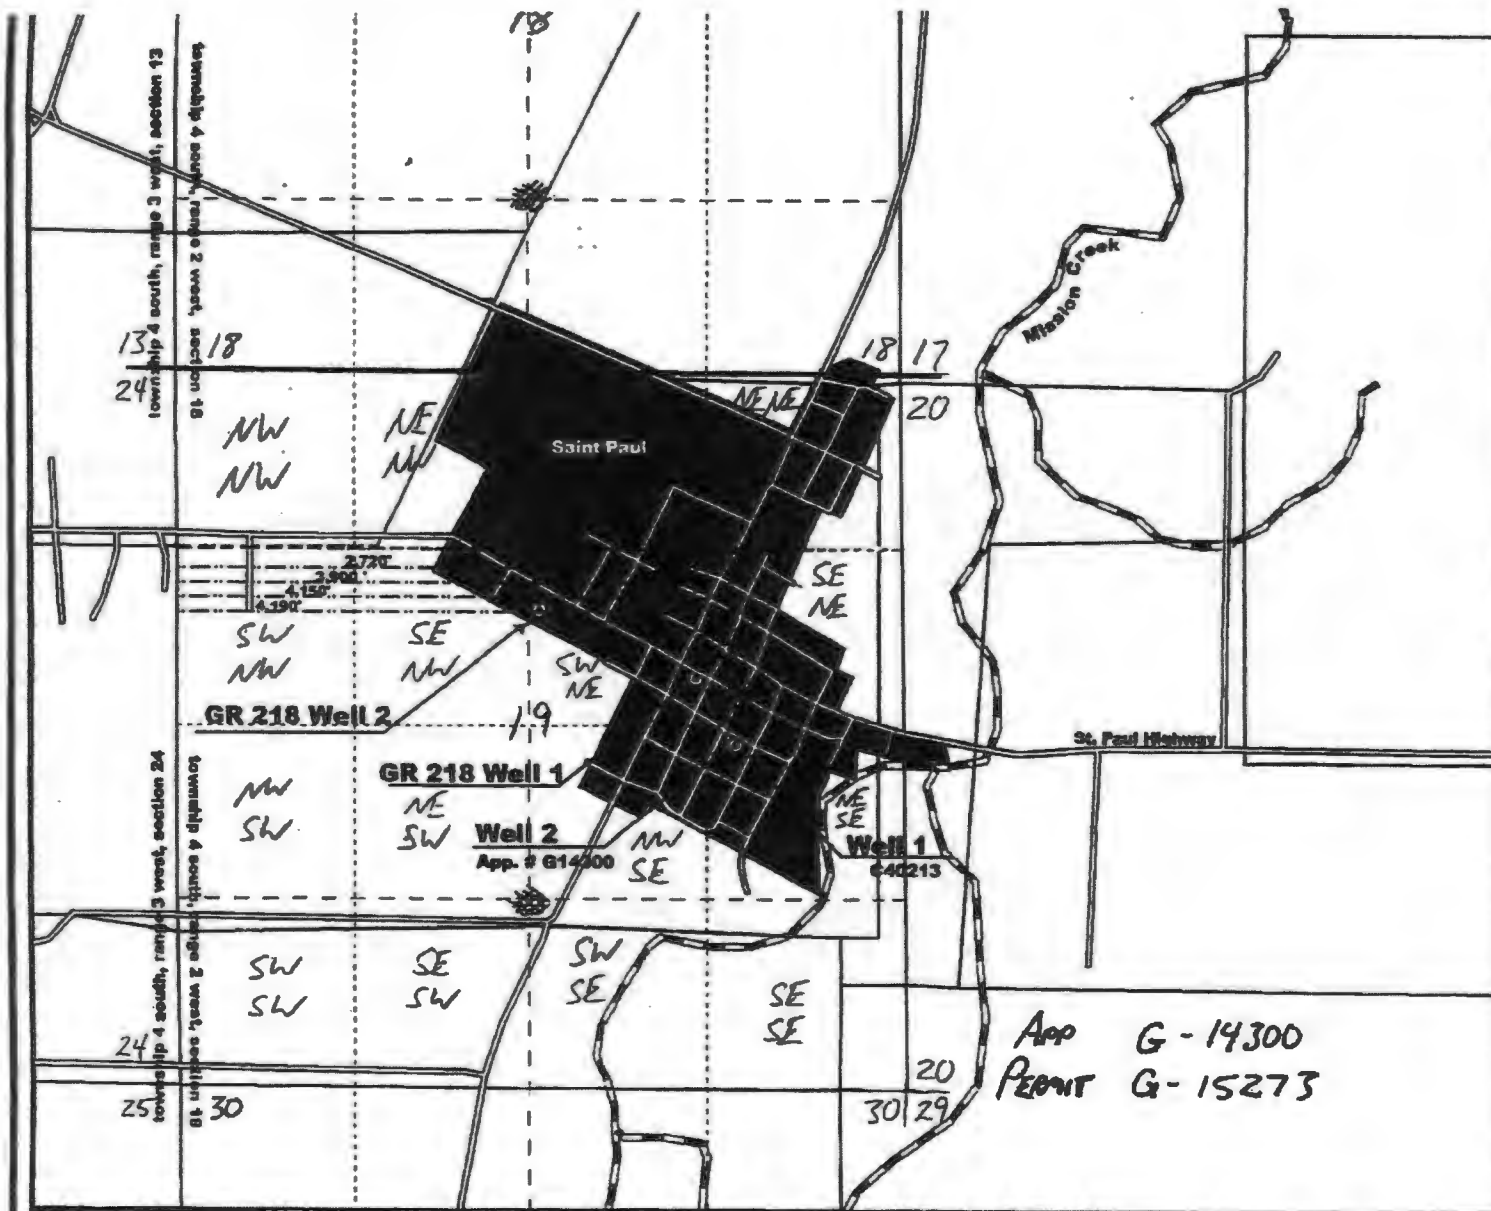 18
township 4 south, range 3 west, section 13
township 4 south, range 2 west, section 18
Mission Creek
13 18
18 17
24
20
NW
NW
NE
NW
NE NE
Saint Paul
2,720'
3,900'
4,150'
4,190'
SE
NE
SW
NW
SE
NW
SW
NE
GR 218 Well 2
19
St. Paul Highway
GR 218 Well 1
NW
SW
NE
SW
NE
SE
Well 2
App. # G14300
NW
SE
Well 1
township 4 south, range 3 west, section 24
township 4 south, range 2 west, section 19
SW
SW
SE
SW
SW
SE
SE
SE
App G-14300
Permit G-15273
24
20
25 30
30 29